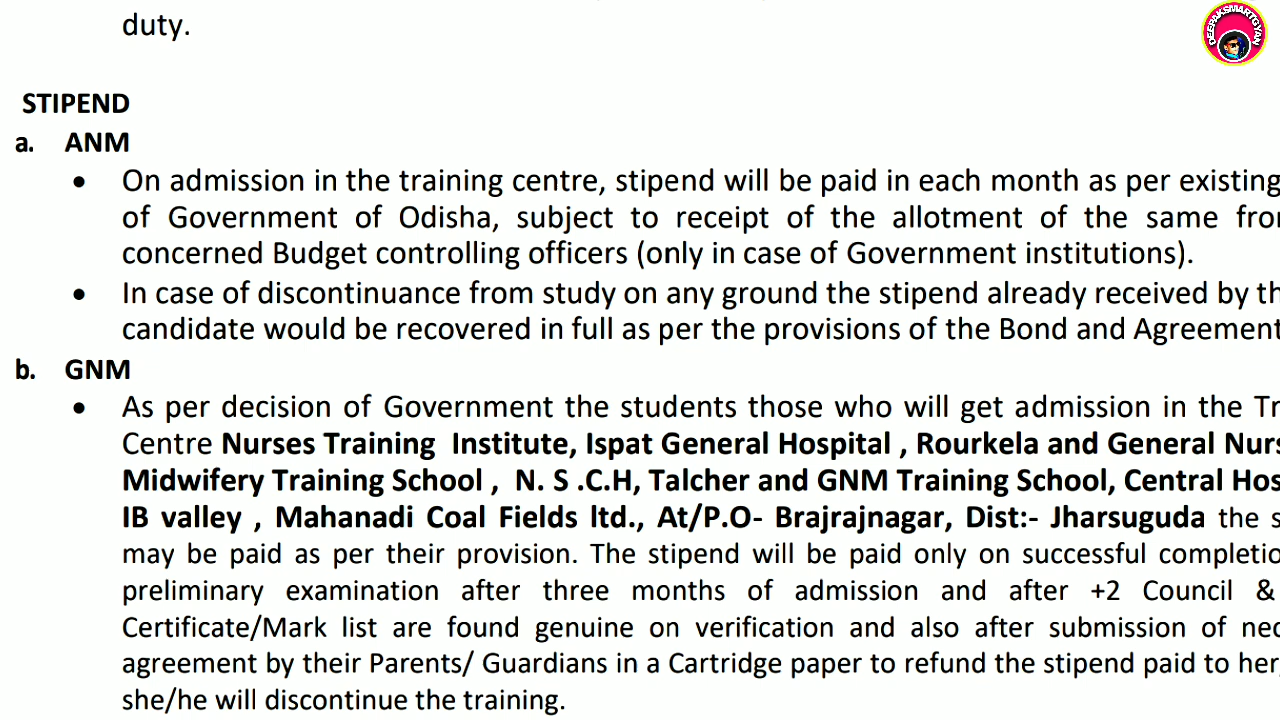 duty.
DEEPAKSMARTGYAN
STIPEND
a. ANM
• On admission in the training centre, stipend will be paid in each month as per existing
of Government of Odisha, subject to receipt of the allotment of the same
concerned Budget controlling officers (only in case of Government institutions).
• In case of discontinuance from study on any ground the stipend already received by
candidate would be recovered in full as per the provisions of the Bond and Agreement
b. GNM
• As per decision of Government the students those who will get admission in the
Centre Nurses Training Institute, Ispat General Hospital , Rourkela and General
Midwifery Training School , N. S .C.H, Talcher and GNM Training School, Central
IB valley , Mahanadi Coal Fields ltd., At/P.O- Brajrajnagar, Dist:- Jharsuguda the
may be paid as per their provision. The stipend will be paid only on successful
preliminary examination after three months of admission and after +2 Council &
Certificate/Mark list are found genuine on verification and also after submission of
agreement by their Parents/ Guardians in a Cartridge paper to refund the stipend paid to her,
she/he will discontinue the training.